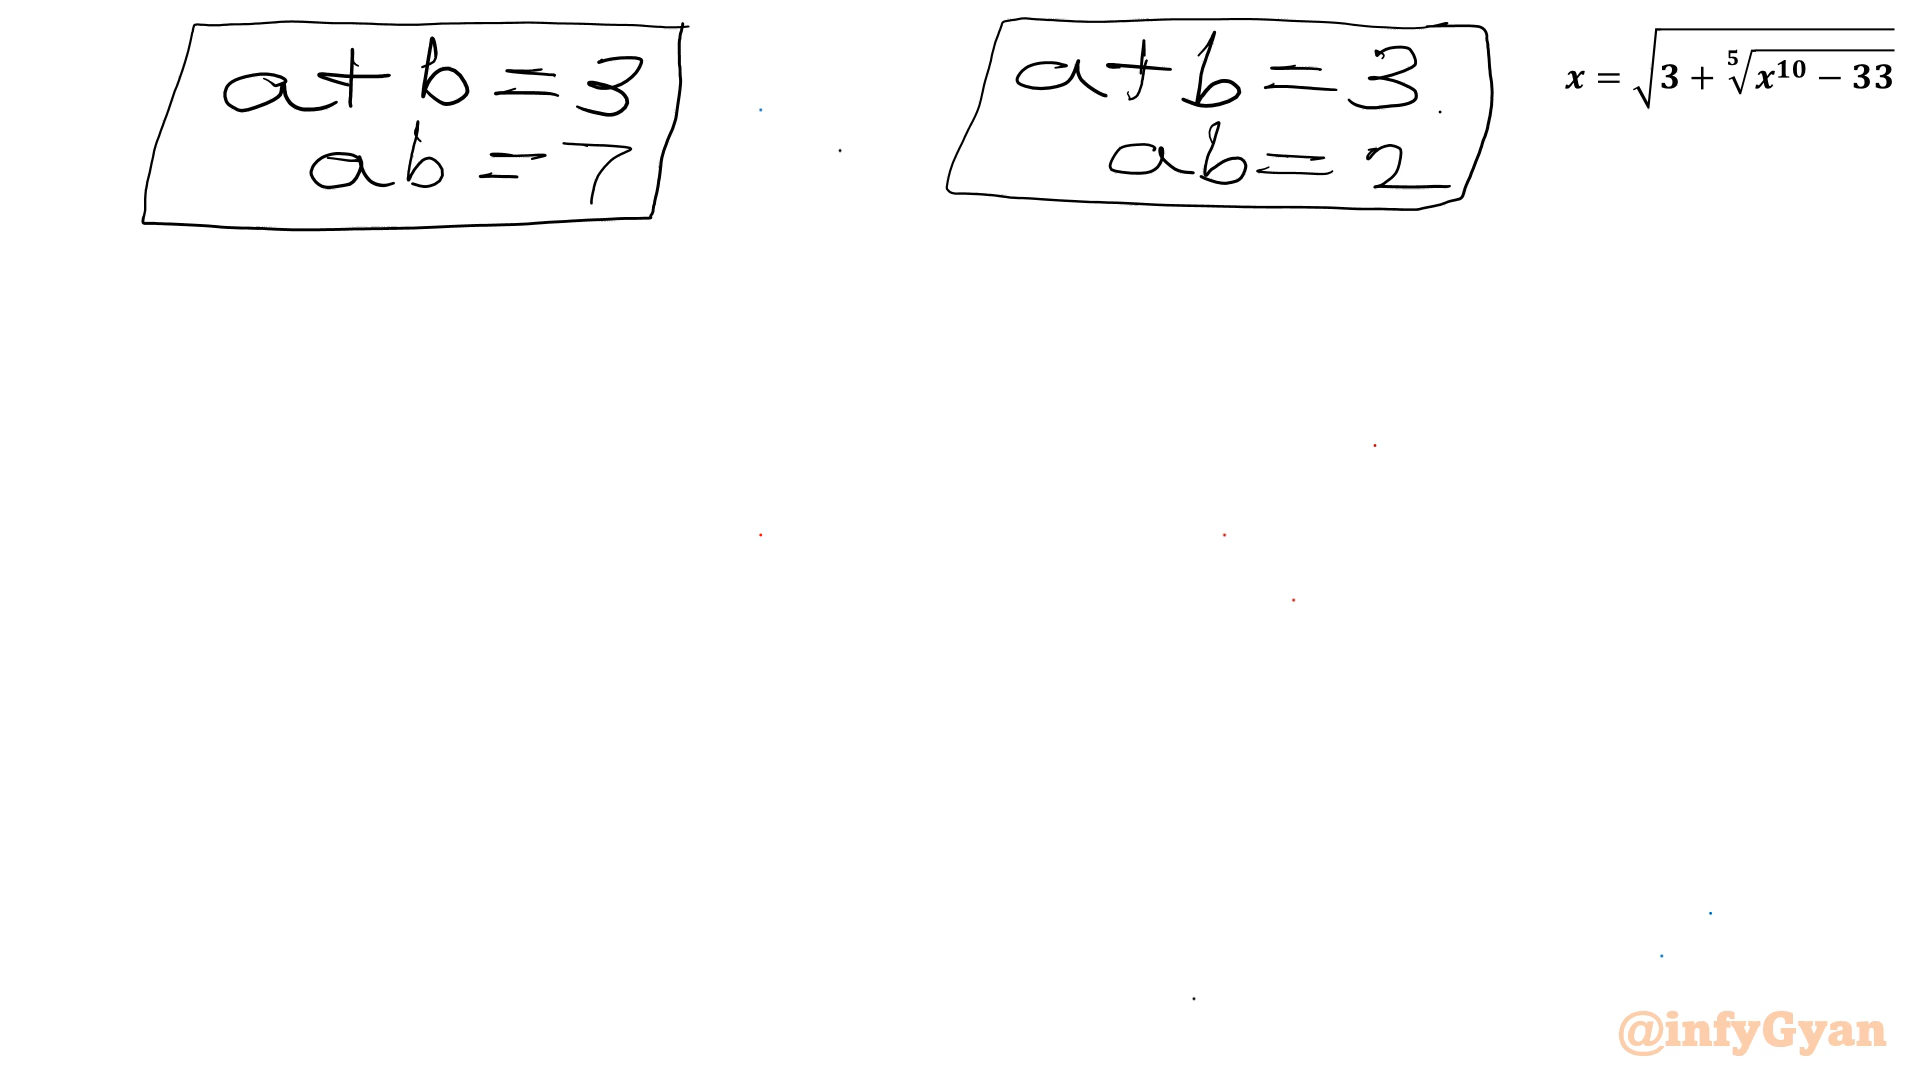 a+b=3
ab=7
a+b=3
ab=2
x = √(3 + ⁵√(x¹⁰ − 33))
@infyGyan